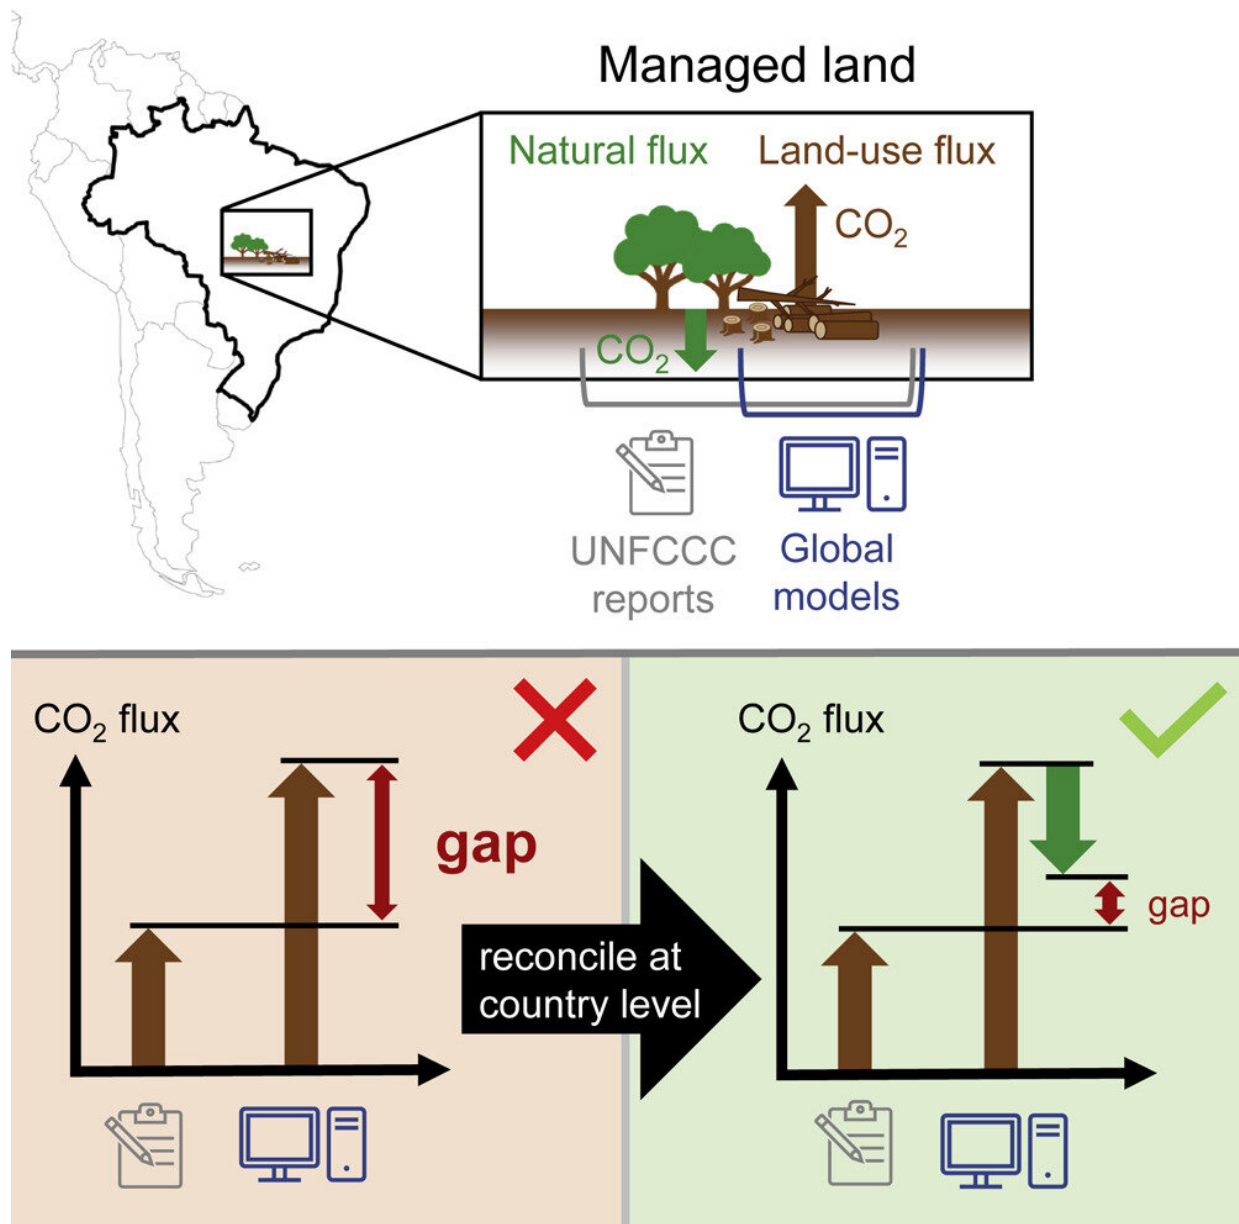 Managed land
Natural flux
Land-use flux
CO₂
CO₂
UNFCCC
reports
Global
models
CO₂ flux
gap
reconcile at
country level
CO₂ flux
gap